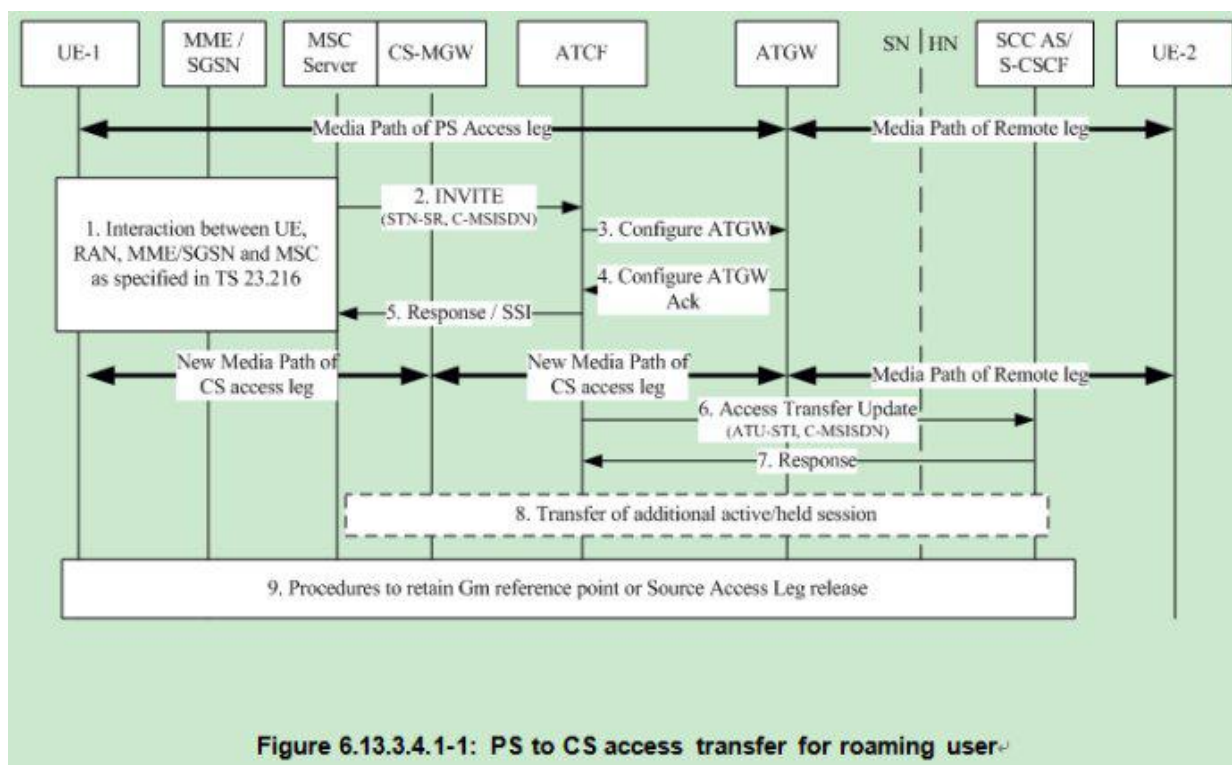 UE-1
MME /
SGSN
MSC
Server
CS-MGW
ATCF
ATGW
SN
HN
SCC AS/
S-CSCF
UE-2
Media Path of PS Access leg
Media Path of Remote leg
1. Interaction between UE,
RAN, MME/SGSN and MSC
as specified in TS 23.216
2. INVITE
(STN-SR, C-MSISDN)
3. Configure ATGW
4. Configure ATGW
Ack
5. Response / SSI
New Media Path of
CS access leg
New Media Path of
CS access leg
Media Path of Remote leg
6. Access Transfer Update
(ATU-STI, C-MSISDN)
7. Response
8. Transfer of additional active/held session
9. Procedures to retain Gm reference point or Source Access Leg release
Figure 6.13.3.4.1-1: PS to CS access transfer for roaming user